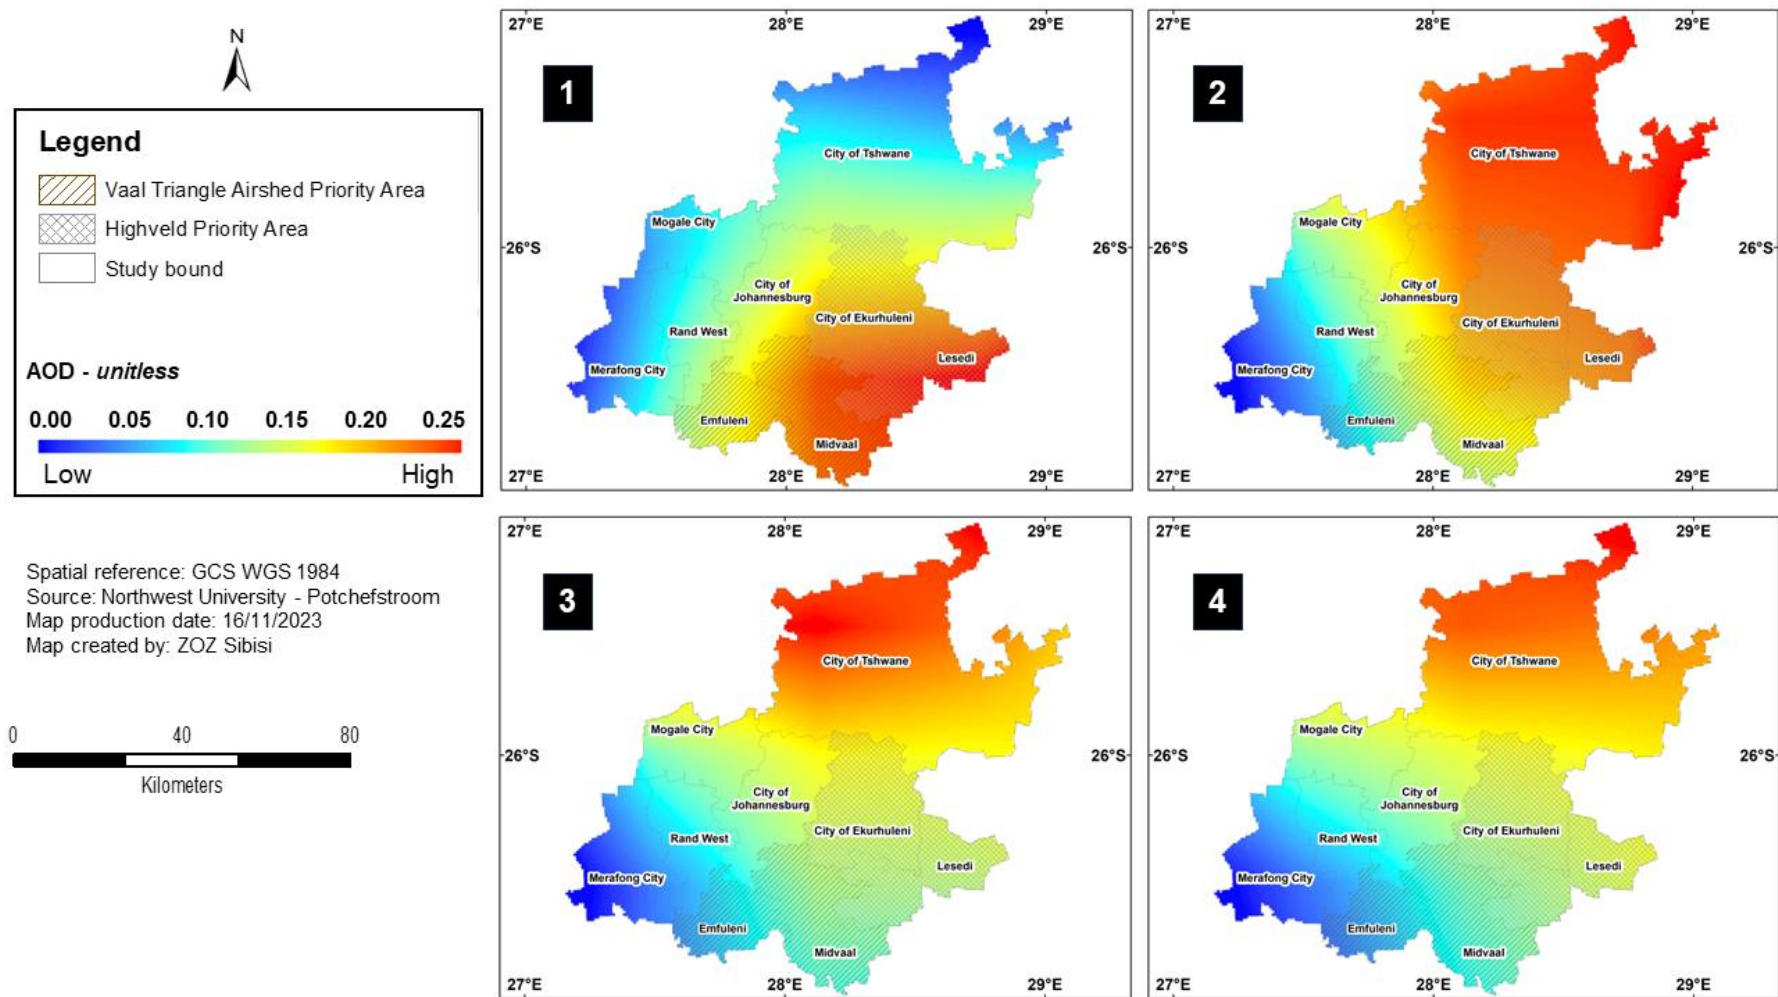 N
Legend
Vaal Triangle Airshed Priority Area
Highveld Priority Area
Study bound
AOD - unitless
0.00 0.05 0.10 0.15 0.20 0.25
Low High
Spatial reference: GCS WGS 1984
Source: Northwest University - Potchefstroom
Map production date: 16/11/2023
Map created by: ZOZ Sibisi
0 40 80
Kilometers
27°E 28°E 29°E
1
City of Tshwane
Mogale City
26°S 26°S
City of
Johannesburg
City of Ekurhuleni
Rand West
Lesedi
Merafong City
Emfuleni
Midvaal
27°E 28°E 29°E
27°E 28°E 29°E
2
City of Tshwane
Mogale City
26°S
City of
Johannesburg
City of Ekurhuleni
Rand West
Lesedi
Merafong City
Emfuleni
Midvaal
27°E 28°E 29°E
27°E 28°E 29°E
3
City of Tshwane
Mogale City
26°S 26°S
City of
Johannesburg
City of Ekurhuleni
Rand West
Lesedi
Merafong City
Emfuleni
Midvaal
27°E 28°E 29°E
27°E 28°E 29°E
4
City of Tshwane
Mogale City
26°S
City of
Johannesburg
City of Ekurhuleni
Rand West
Lesedi
Merafong City
Emfuleni
Midvaal
27°E 28°E 29°E